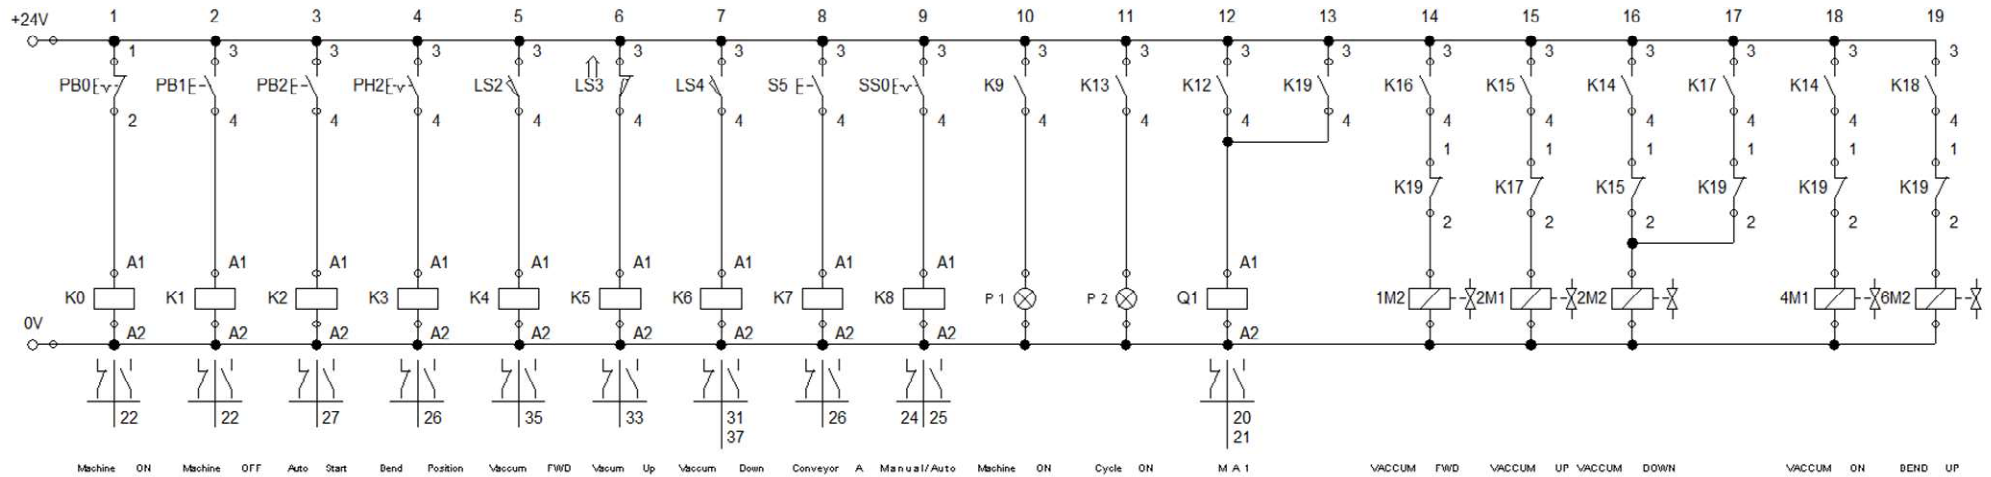 1 2 3 4 5 6 7 8 9 10 11 12 13 14 15 16 17 18 19
+24V
1 3 3 3 3 3 3 3 3 3 3 3 3 3 3 3 3 3 3
PB0 PB1 PB2 PH2 LS2 LS3 LS4 S5 SS0 K9 K13 K12 K19 K16 K15 K14 K17 K14 K18
2 4 4 4 4 4 4 4 4 4 4 4 4 4 4 4 4 4 4
1 1 1 1 1 1
K19 K17 K15 K19 K19 K19
2 2 2 2 2 2
A1 A1 A1 A1 A1 A1 A1 A1 A1 A1
K0 K1 K2 K3 K4 K5 K6 K7 K8 P 1 P 2 Q1 1M2 2M1 2M2 4M1 6M2
0V A2 A2 A2 A2 A2 A2 A2 A2 A2 A2
22 22 27 26 35 33 31 26 24 25 20
37 21
Machine ON Machine OFF Auto Start Bend Position Vaccum FWD Vacum Up Vaccum Down Conveyor A Manual/Auto Machine ON Cycle ON M A 1 VACCUM FWD VACCUM UP VACCUM DOWN VACCUM ON BEND UP